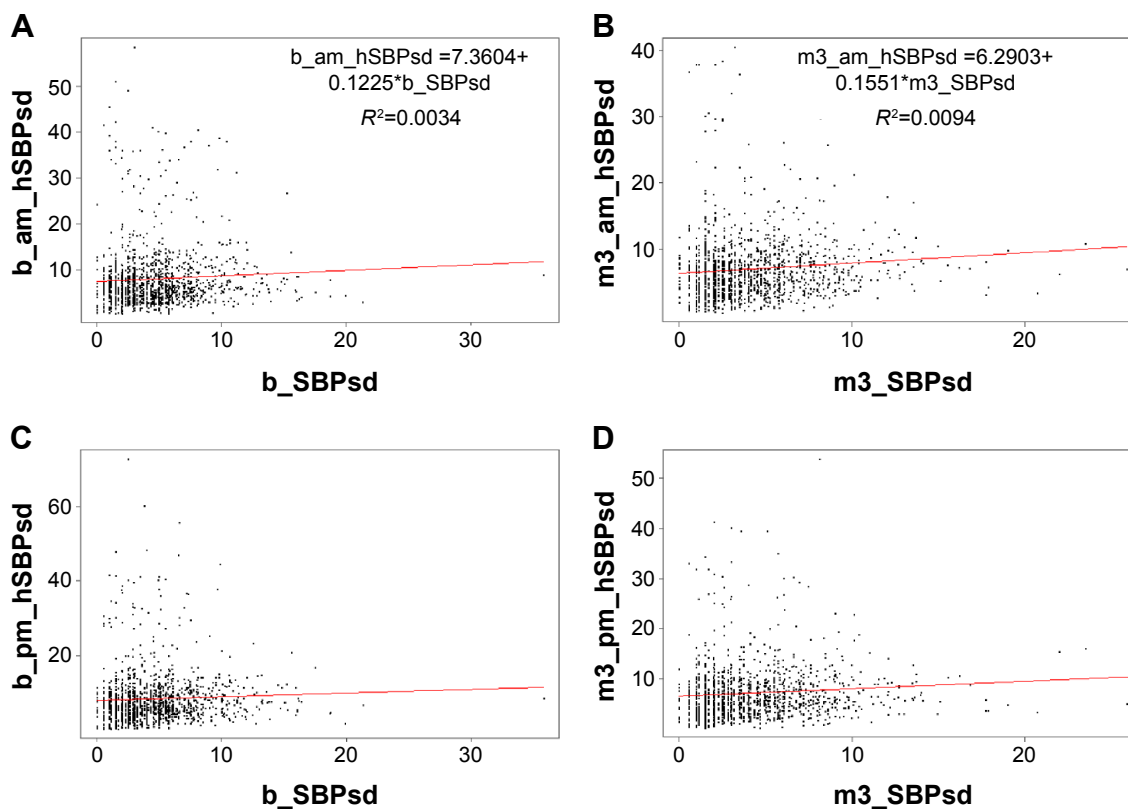 A
b_am_hSBPsd =7.3604+
0.1225*b_SBPsd
R²=0.0034
b_am_hSBPsd
50
40
30
20
10
0
10
20
30
b_SBPsd
B
m3_am_hSBPsd =6.2903+
0.1551*m3_SBPsd
R²=0.0094
m3_am_hSBPsd
40
30
20
10
0
10
20
m3_SBPsd
C
b_pm_hSBPsd
60
40
20
0
10
20
30
b_SBPsd
D
m3_pm_hSBPsd
50
40
30
20
10
0
10
20
m3_SBPsd